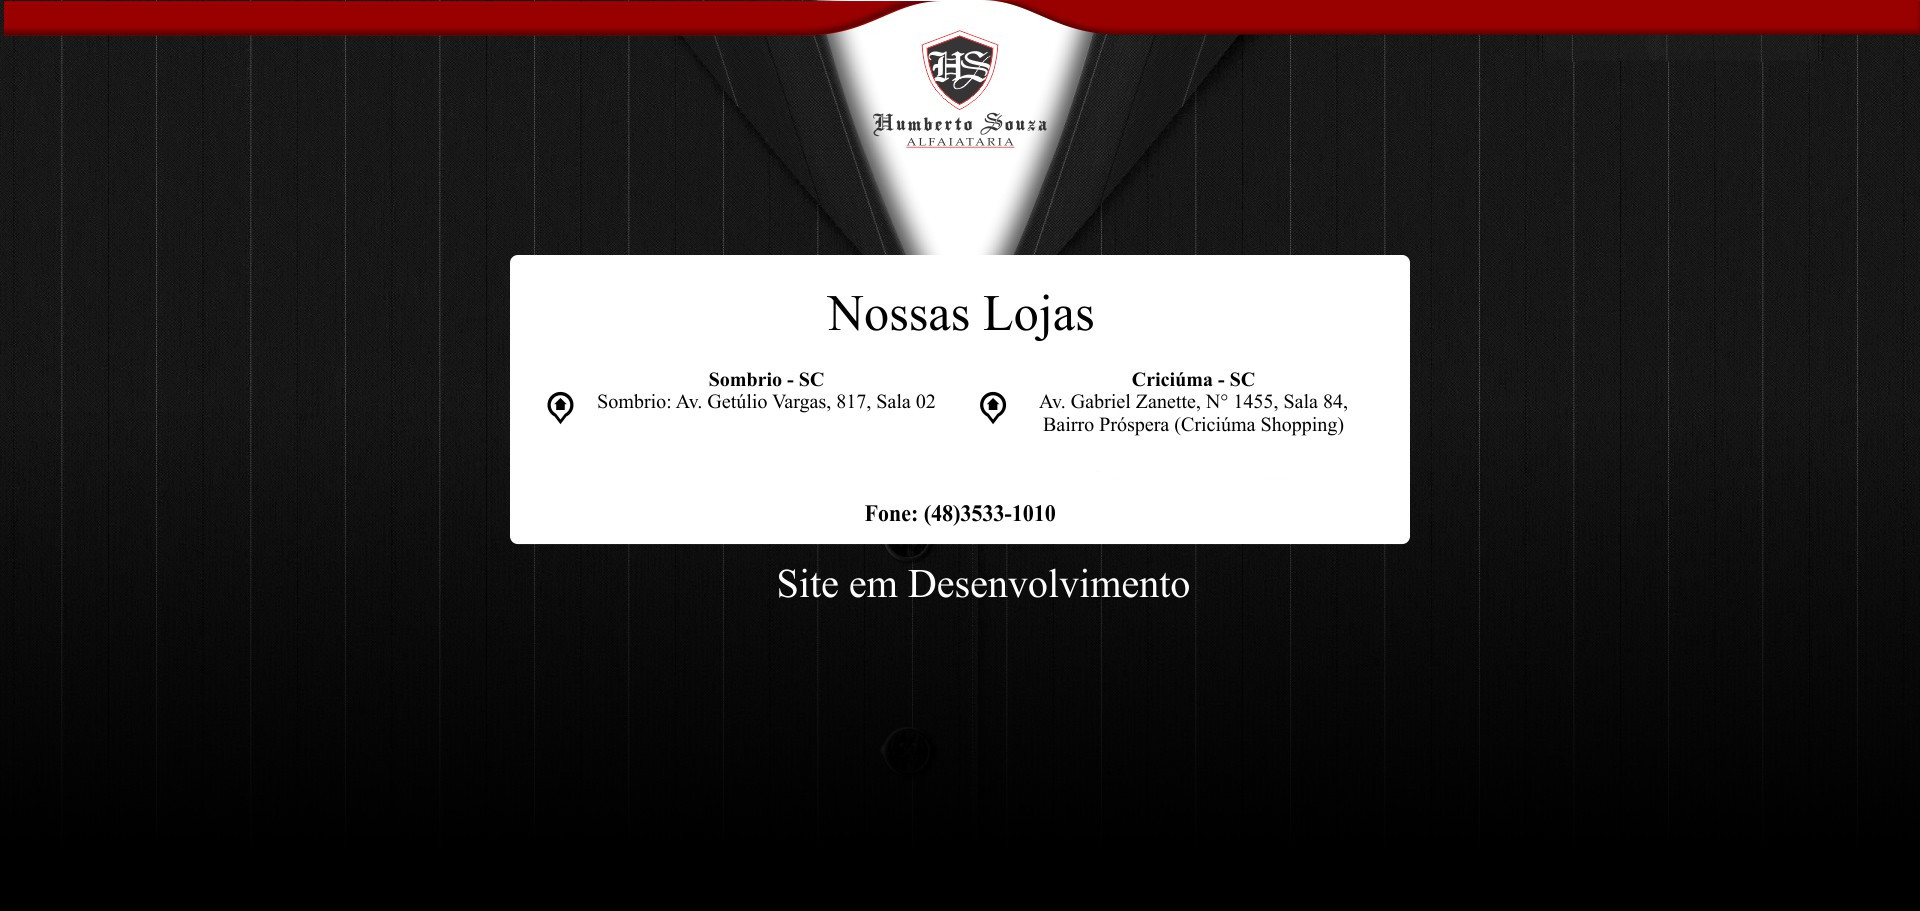 HS
Humberto Souza
ALFAIATARIA
Nossas Lojas
Sombrio - SC
Sombrio: Av. Getúlio Vargas, 817, Sala 02
Criciúma - SC
Av. Gabriel Zanette, N° 1455, Sala 84,
Bairro Próspera (Criciúma Shopping)
Fone: (48)3533-1010
Site em Desenvolvimento